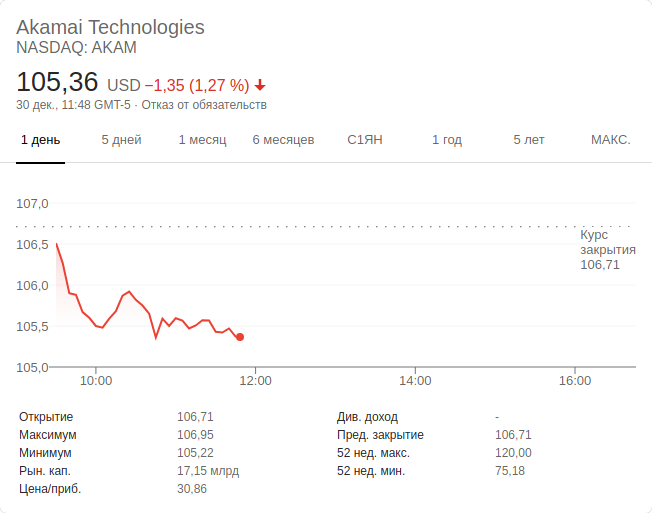 Akamai Technologies
NASDAQ: AKAM
105,36 USD −1,35 (1,27 %)
30 дек., 11:48 GMT-5 · Отказ от обязательств
1 день 5 дней 1 месяц 6 месяцев С1ЯН 1 год 5 лет МАКС.
107,0
106,5
106,0
105,5
105,0
Курс
закрытия
106,71
10:00 12:00 14:00 16:00
Открытие 106,71 Див. доход -
Максимум 106,95 Пред. закрытие 106,71
Минимум 105,22 52 нед. макс. 120,00
Рын. кап. 17,15 млрд 52 нед. мин. 75,18
Цена/приб. 30,86